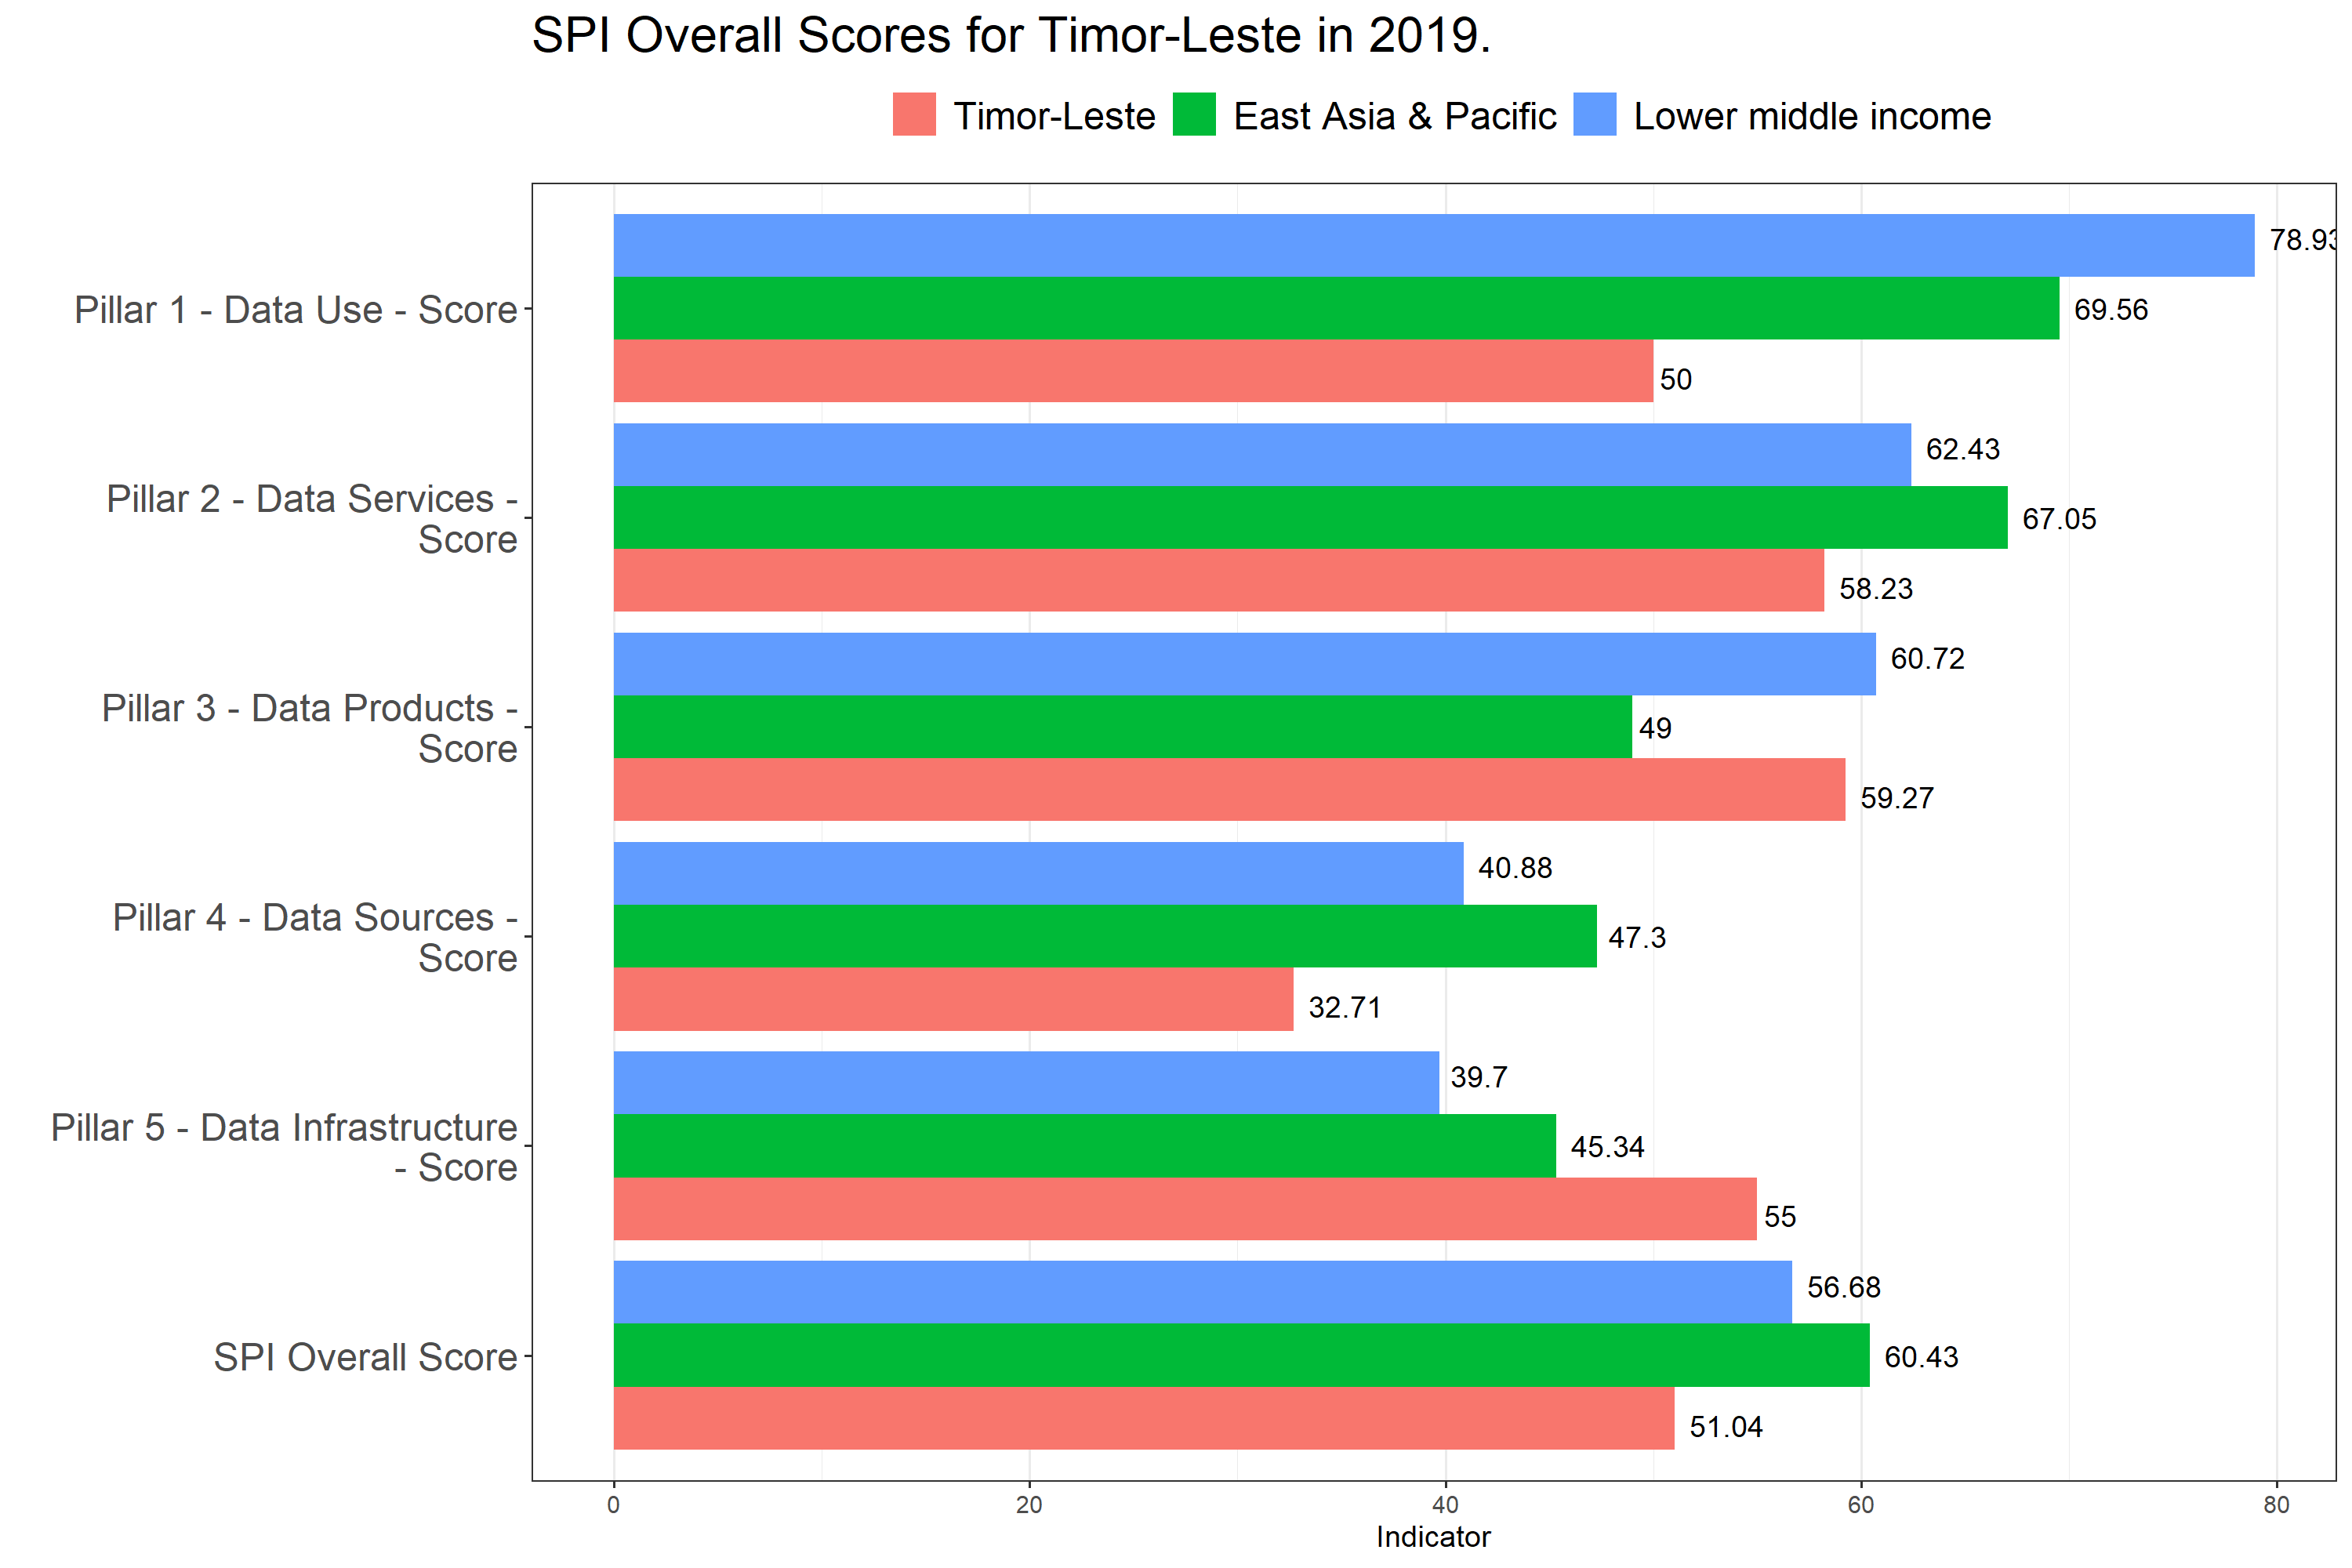 SPI Overall Scores for Timor-Leste in 2019.
Timor-Leste East Asia & Pacific Lower middle income
Pillar 1 - Data Use - Score
78.93
69.56
50
Pillar 2 - Data Services -
Score
62.43
67.05
58.23
Pillar 3 - Data Products -
Score
60.72
49
59.27
Pillar 4 - Data Sources -
Score
40.88
47.3
32.71
Pillar 5 - Data Infrastructure
- Score
39.7
45.34
55
SPI Overall Score
56.68
60.43
51.04
0 20 40 60 80
Indicator